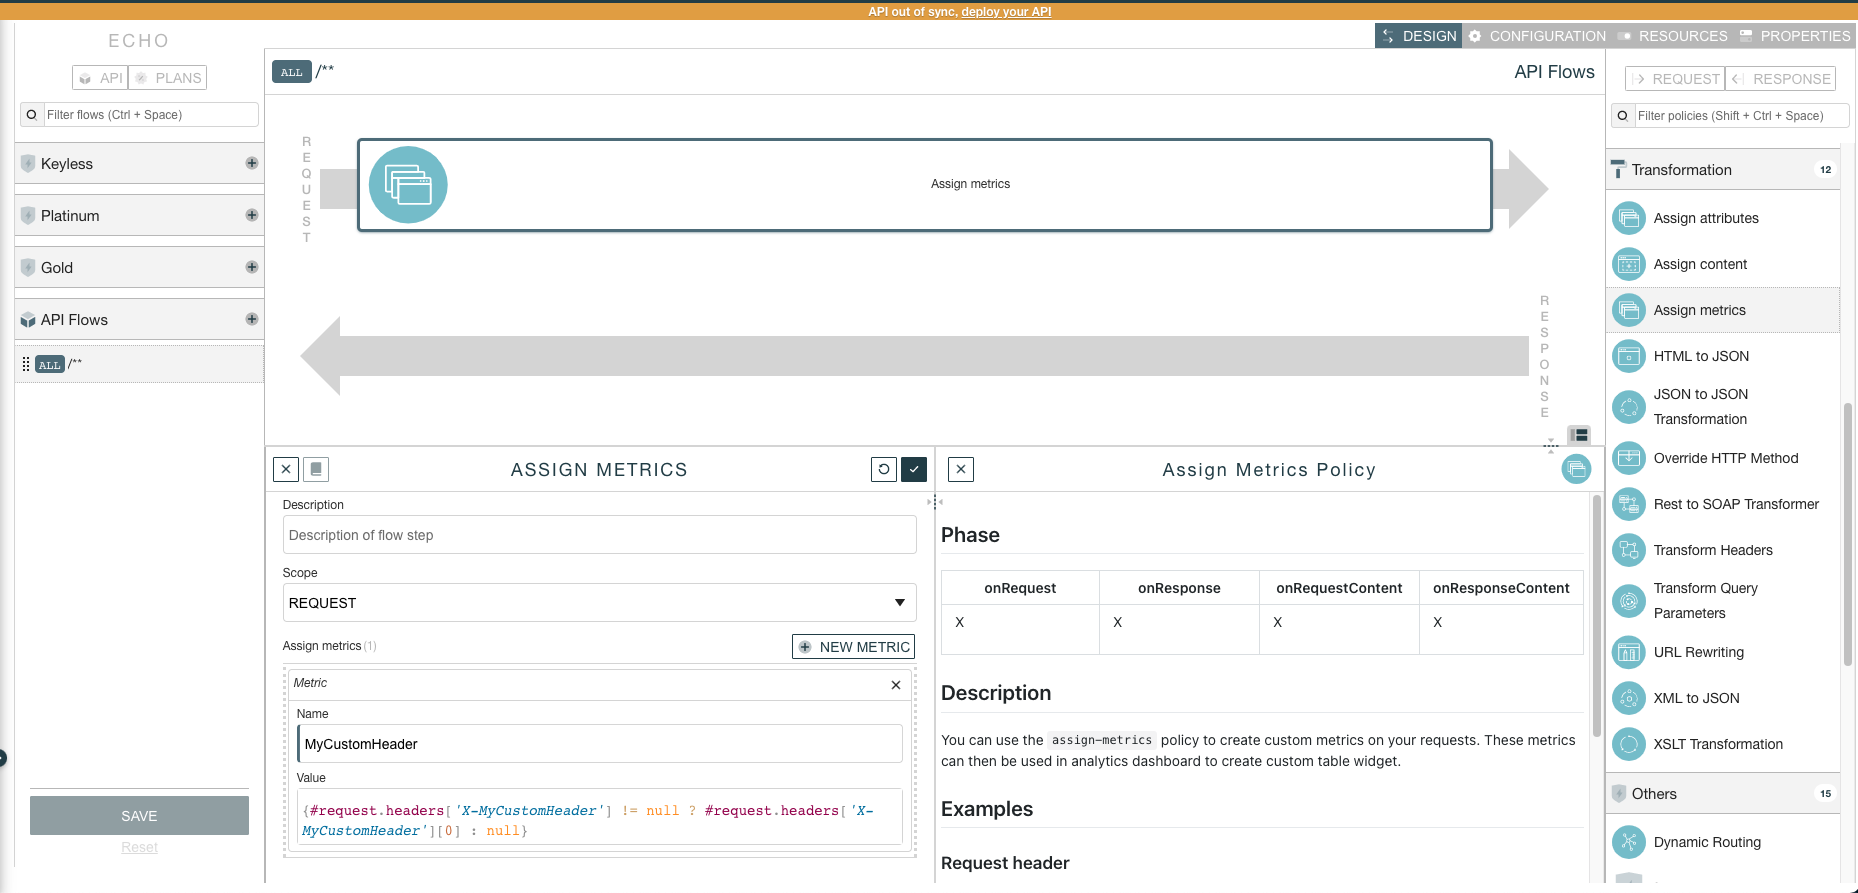 API out of sync, deploy your API
ECHO
API PLANS
Filter flows (Ctrl + Space)
Keyless
Platinum
Gold
API Flows
ALL /**
SAVE
Reset
DESIGN CONFIGURATION RESOURCES PROPERTIES
ALL /**
API Flows
REQUEST
Assign metrics
RESPONSE
ASSIGN METRICS
Description
Description of flow step
Scope
REQUEST
Assign metrics (1)
NEW METRIC
Metric
Name
MyCustomHeader
Value
{#request.headers['X-MyCustomHeader'] != null ? #request.headers['X-
MyCustomHeader'][0] : null}
Assign Metrics Policy
Phase
onRequest onResponse onRequestContent onResponseContent
X X X X
Description
You can use the assign-metrics policy to create custom metrics on your requests. These metrics
can then be used in analytics dashboard to create custom table widget.
Examples
Request header
REQUEST RESPONSE
Filter policies (Shift + Ctrl + Space)
Transformation 12
Assign attributes
Assign content
Assign metrics
HTML to JSON
JSON to JSON
Transformation
Override HTTP Method
Rest to SOAP Transformer
Transform Headers
Transform Query
Parameters
URL Rewriting
XML to JSON
XSLT Transformation
Others 15
Dynamic Routing